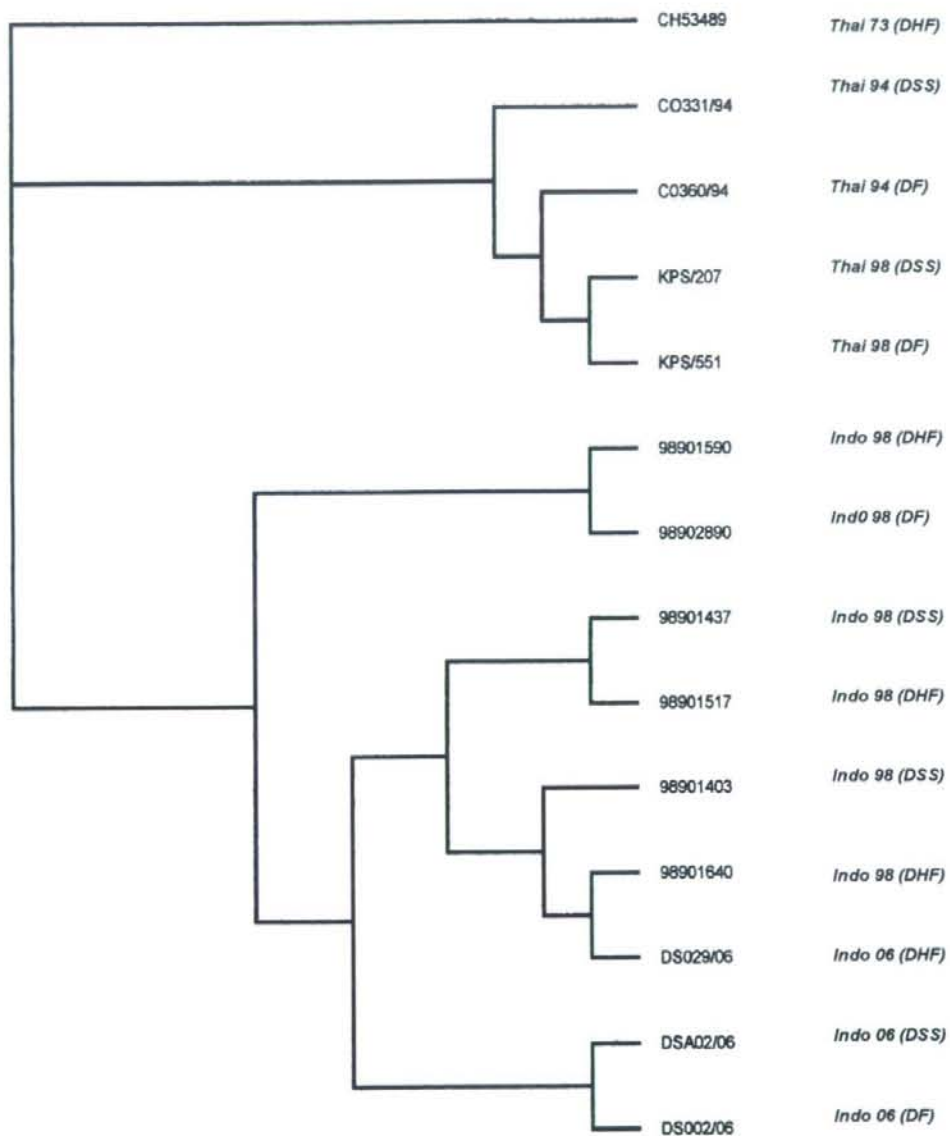 CH53489 Thai 73 (DHF)
CO331/94 Thai 94 (DSS)
C0360/94 Thai 94 (DF)
KPS/207 Thai 98 (DSS)
KPS/551 Thai 98 (DF)
98901590 Indo 98 (DHF)
98902890 Ind0 98 (DF)
98901437 Indo 98 (DSS)
98901517 Indo 98 (DHF)
98901403 Indo 98 (DSS)
98901640 Indo 98 (DHF)
DS029/06 Indo 06 (DHF)
DSA02/06 Indo 06 (DSS)
DS002/06 Indo 06 (DF)